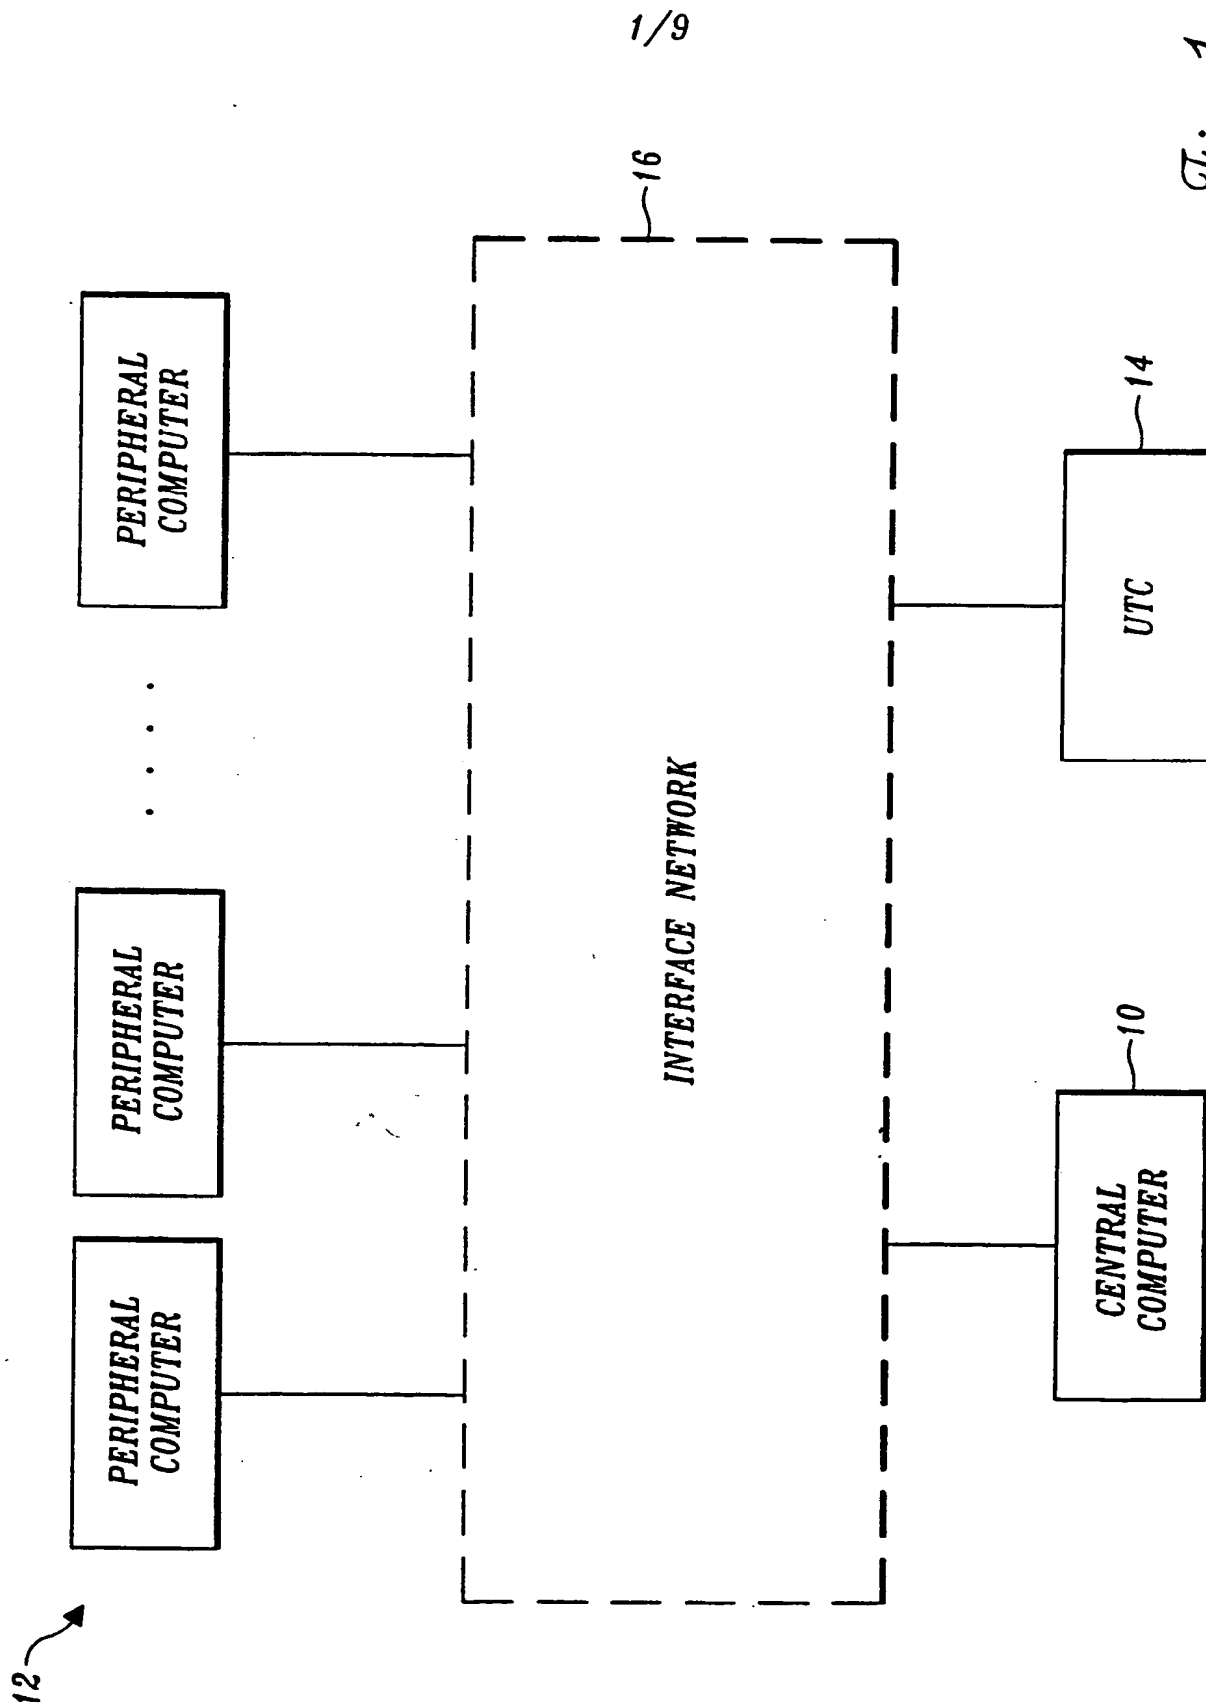 1/9
12
PERIPHERAL
COMPUTER
PERIPHERAL
COMPUTER
. . . .
PERIPHERAL
COMPUTER
16
INTERFACE NETWORK
CENTRAL
COMPUTER
10
UTC
14